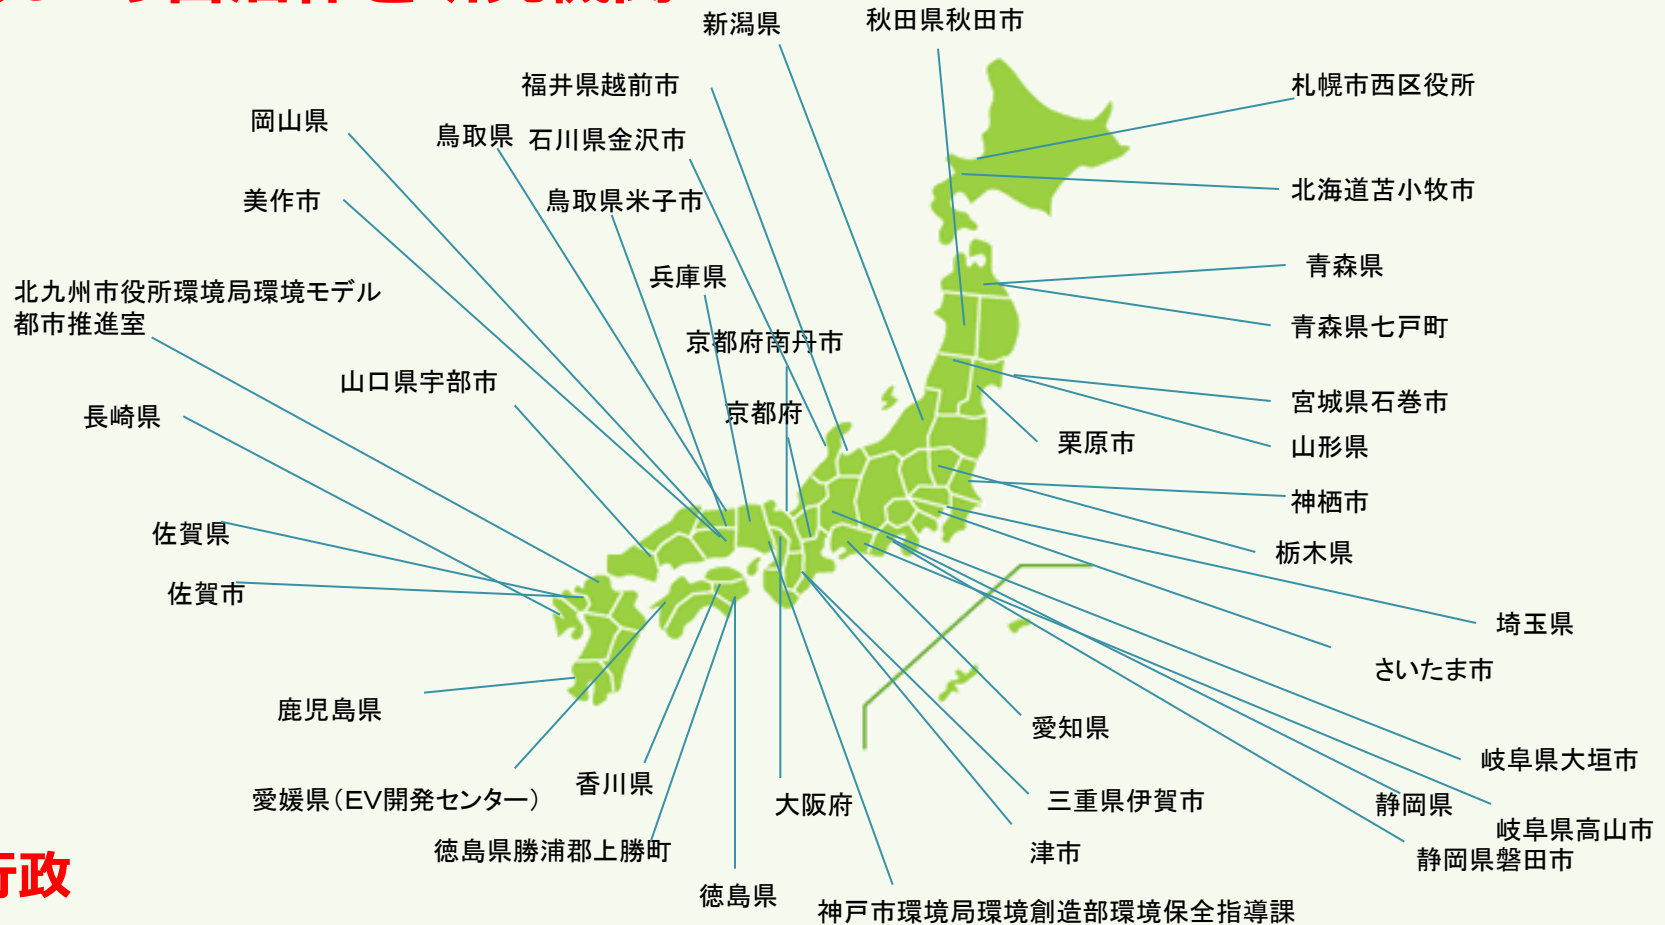 新潟県
秋田県秋田市
福井県越前市
札幌市西区役所
岡山県
鳥取県
石川県金沢市
美作市
鳥取県米子市
北海道苫小牧市
兵庫県
青森県
北九州市役所環境局環境モデル
都市推進室
京都府南丹市
青森県七戸町
山口県宇部市
宮城県石巻市
長崎県
京都府
栗原市
山形県
神栖市
佐賀県
栃木県
佐賀市
埼玉県
さいたま市
鹿児島県
愛知県
岐阜県大垣市
愛媛県(EV開発センター)
香川県
大阪府
三重県伊賀市
静岡県
岐阜県高山市
徳島県勝浦郡上勝町
津市
静岡県磐田市
行政
徳島県
神戸市環境局環境創造部環境保全指導課